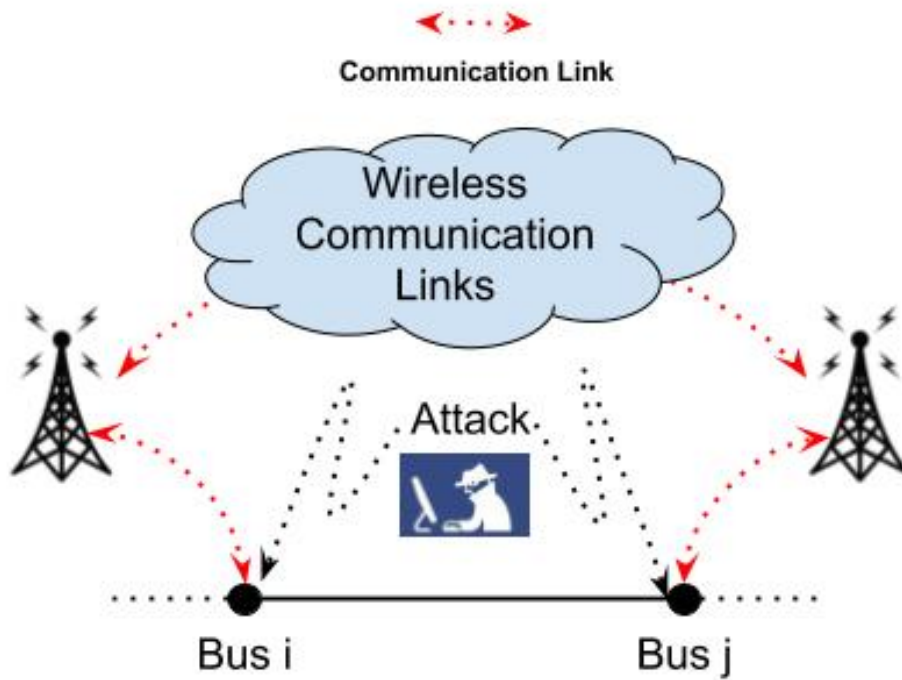 Communication Link
Wireless
Communication
Links
Attack
Bus i
Bus j